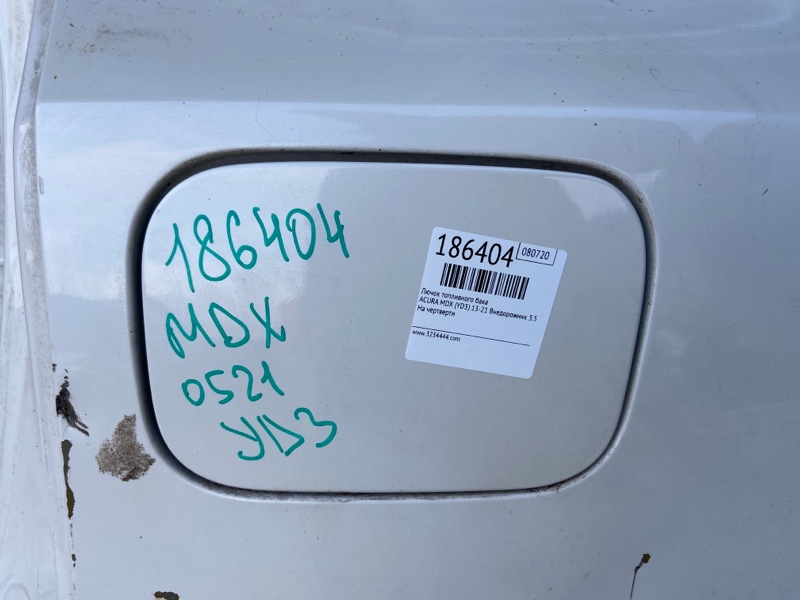 186404
MDX
0521
YD3
186404 080720
Лючок топливного бака
ACURA MDX (YD3) 13-21 Внедорожник 3.5
На четверти
www.3234444.com